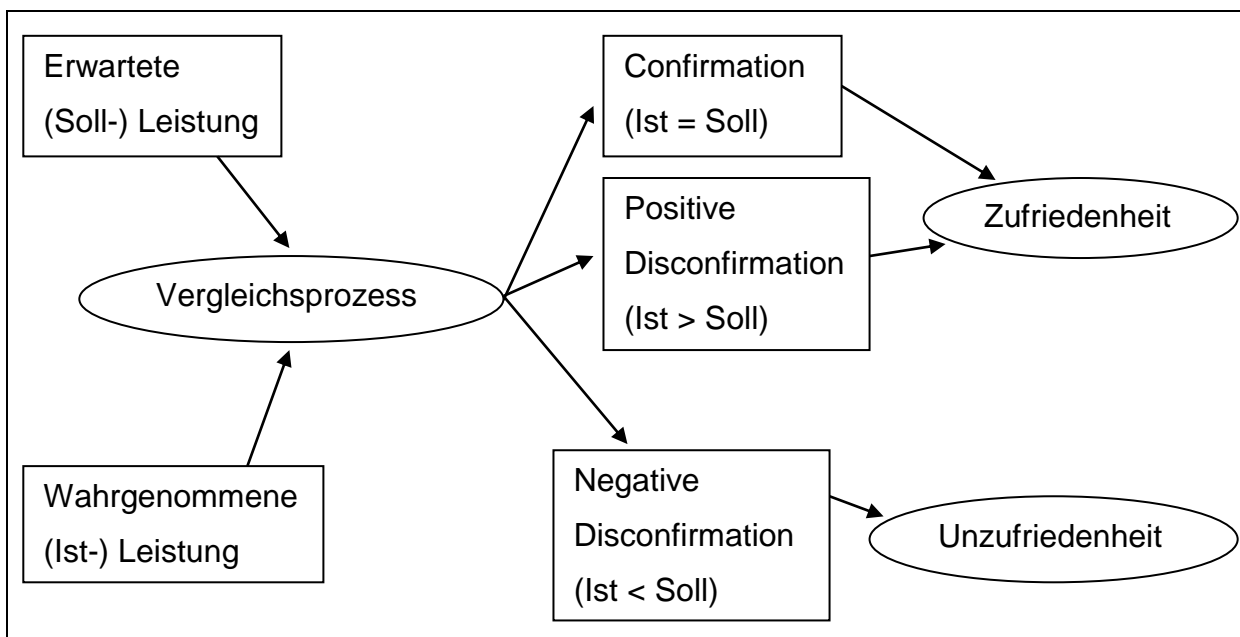 Erwartete
(Soll-) Leistung
Confirmation
(Ist = Soll)
Positive
Disconfirmation
(Ist > Soll)
Zufriedenheit
Vergleichsprozess
Wahrgenommene
(Ist-) Leistung
Negative
Disconfirmation
(Ist < Soll)
Unzufriedenheit